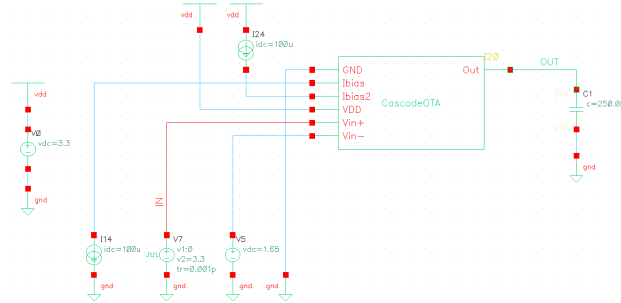 vdd
vdd
I24
idc=100u
I20
GND
Ibias
Ibias2
VDD
Vin+
Vin-
CascodeOTA
Out
OUT
C1
c=250.0
gnd
vdd
V0
vdc=3.3
gnd
IN
I14
idc=100u
gnd
V7
v1:0
v2=3.3
tr=0.001p
gnd
V5
vdc=1.65
gnd
gnd